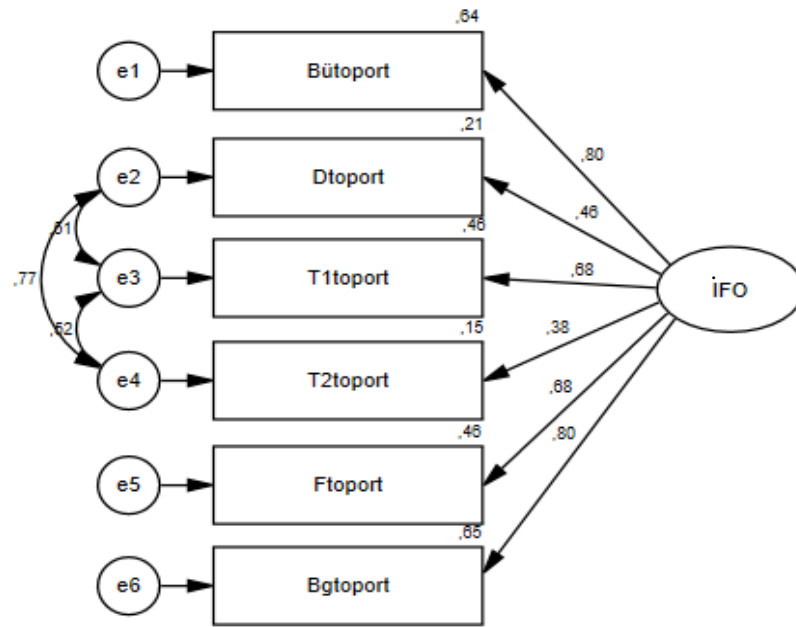 ,64
e1
Bütoport
,80
,21
e2
Dtoport
,46
,61
,46
,77
e3
T1toport
,68
İFO
,52
,15
,38
e4
T2toport
,68
,46
,80
e5
Ftoport
,65
e6
Bgtoport